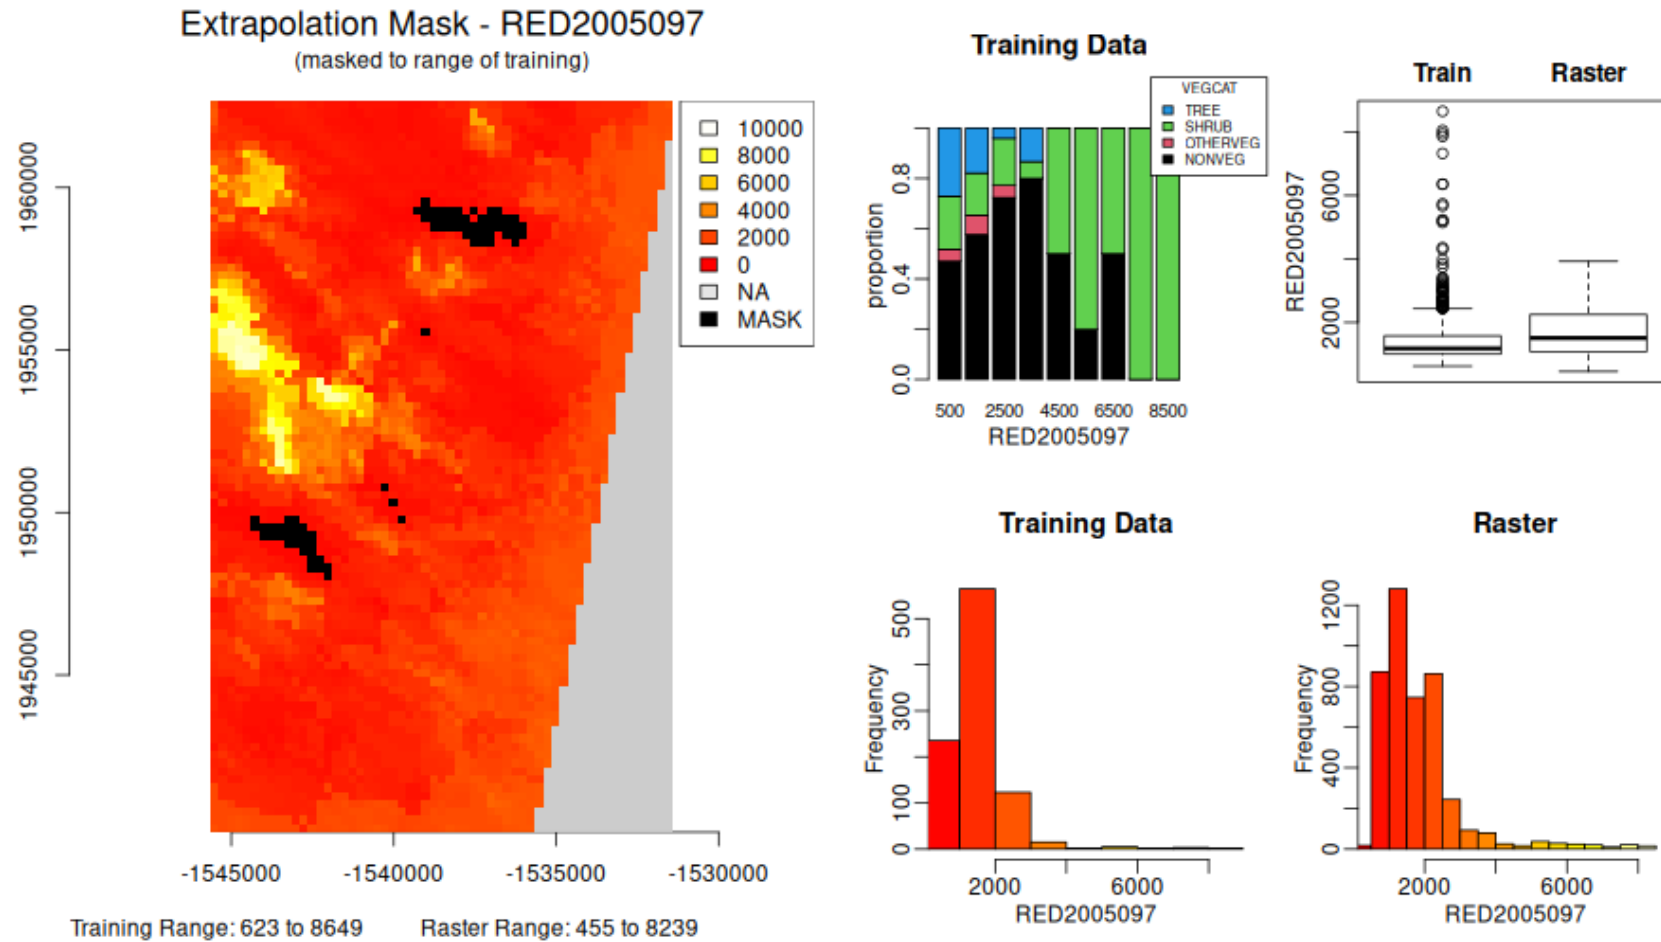 Extrapolation Mask - RED2005097
(masked to range of training)
10000
8000
6000
4000
2000
0
NA
MASK
1960000
1955000
1950000
1945000
-1545000 -1540000 -1535000 -1530000
Training Range: 623 to 8649 Raster Range: 455 to 8239
Training Data
VEGCAT
TREE
SHRUB
OTHERVEG
NONVEG
proportion
0.8
0.4
0.0
500 2500 4500 6500 8500
RED2005097
Train Raster
RED2005097
6000
2000
Training Data
Frequency
500
300
100
0
2000 6000
RED2005097
Raster
Frequency
1200
800
400
0
2000 6000
RED2005097